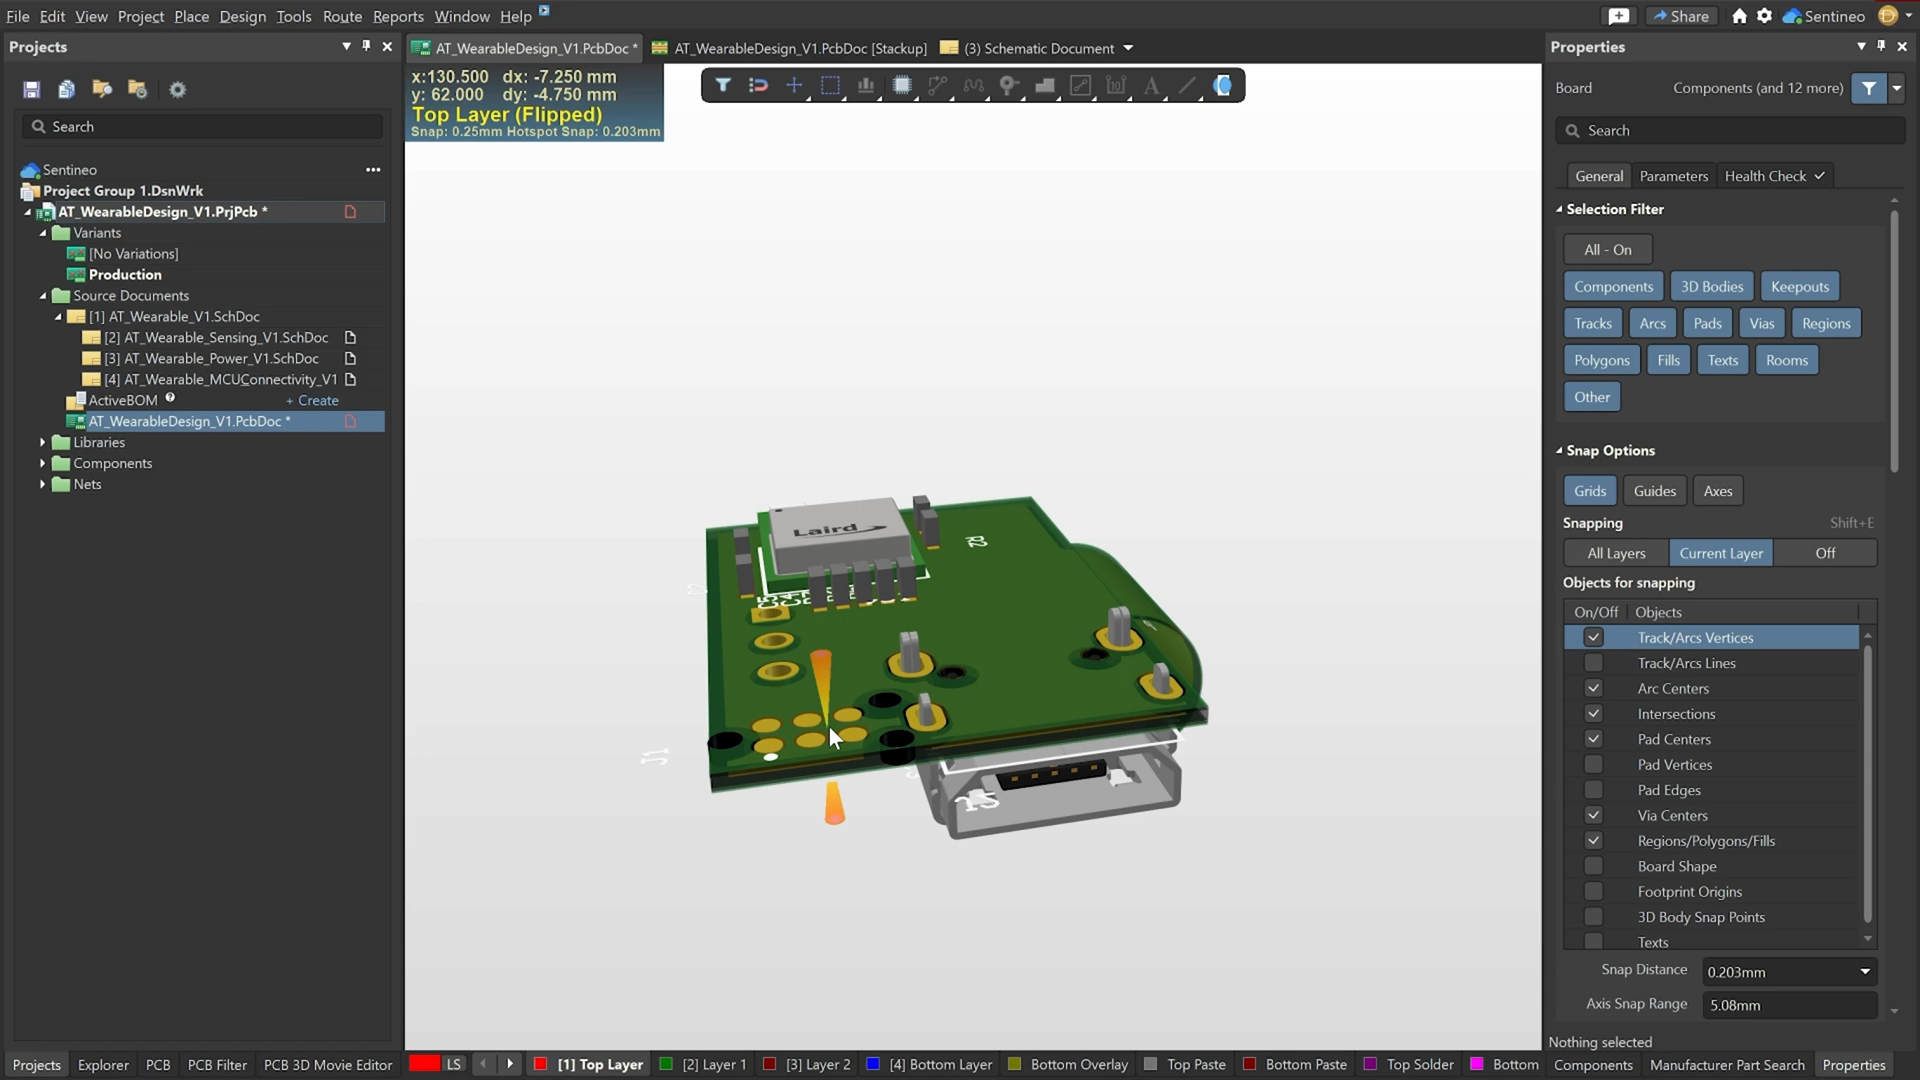 File Edit View Project Place Design Tools Route Reports Window Help
Share Sentineo
Projects
Search
Sentineo
Project Group 1.DsnWrk
AT_WearableDesign_V1.PrjPcb *
Variants
[No Variations]
Production
Source Documents
[1] AT_Wearable_V1.SchDoc
[2] AT_Wearable_Sensing_V1.SchDoc
[3] AT_Wearable_Power_V1.SchDoc
[4] AT_Wearable_MCUConnectivity_V1
ActiveBOM + Create
AT_WearableDesign_V1.PcbDoc *
Libraries
Components
Nets
AT_WearableDesign_V1.PcbDoc * AT_WearableDesign_V1.PcbDoc [Stackup] (3) Schematic Document
x:130.500 dx: -7.250 mm
y: 62.000 dy: -4.750 mm
Top Layer (Flipped)
Snap: 0.25mm Hotspot Snap: 0.203mm
Laird
R2
J1
J2
Properties
Board Components (and 12 more)
Search
General Parameters Health Check
Selection Filter
All - On
Components 3D Bodies Keepouts
Tracks Arcs Pads Vias Regions
Polygons Fills Texts Rooms
Other
Snap Options
Grids Guides Axes
Snapping Shift+E
All Layers Current Layer Off
Objects for snapping
On/Off Objects
Track/Arcs Vertices
Track/Arcs Lines
Arc Centers
Intersections
Pad Centers
Pad Vertices
Pad Edges
Via Centers
Regions/Polygons/Fills
Board Shape
Footprint Origins
3D Body Snap Points
Texts
Snap Distance 0.203mm
Axis Snap Range 5.08mm
Nothing selected
Projects Explorer PCB PCB Filter PCB 3D Movie Editor
LS [1] Top Layer [2] Layer 1 [3] Layer 2 [4] Bottom Layer Bottom Overlay Top Paste Bottom Paste Top Solder Bottom
Components Manufacturer Part Search Properties